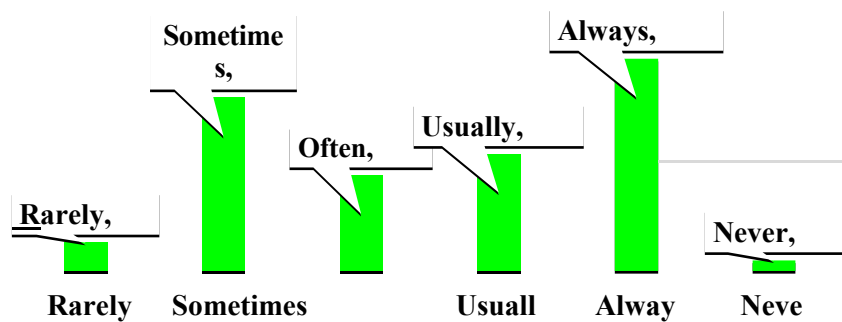 Sometime
s,
Always,
Often,
Usually,
Rarely,
Never,
Rarely
Sometimes
Usuall
Alway
Neve